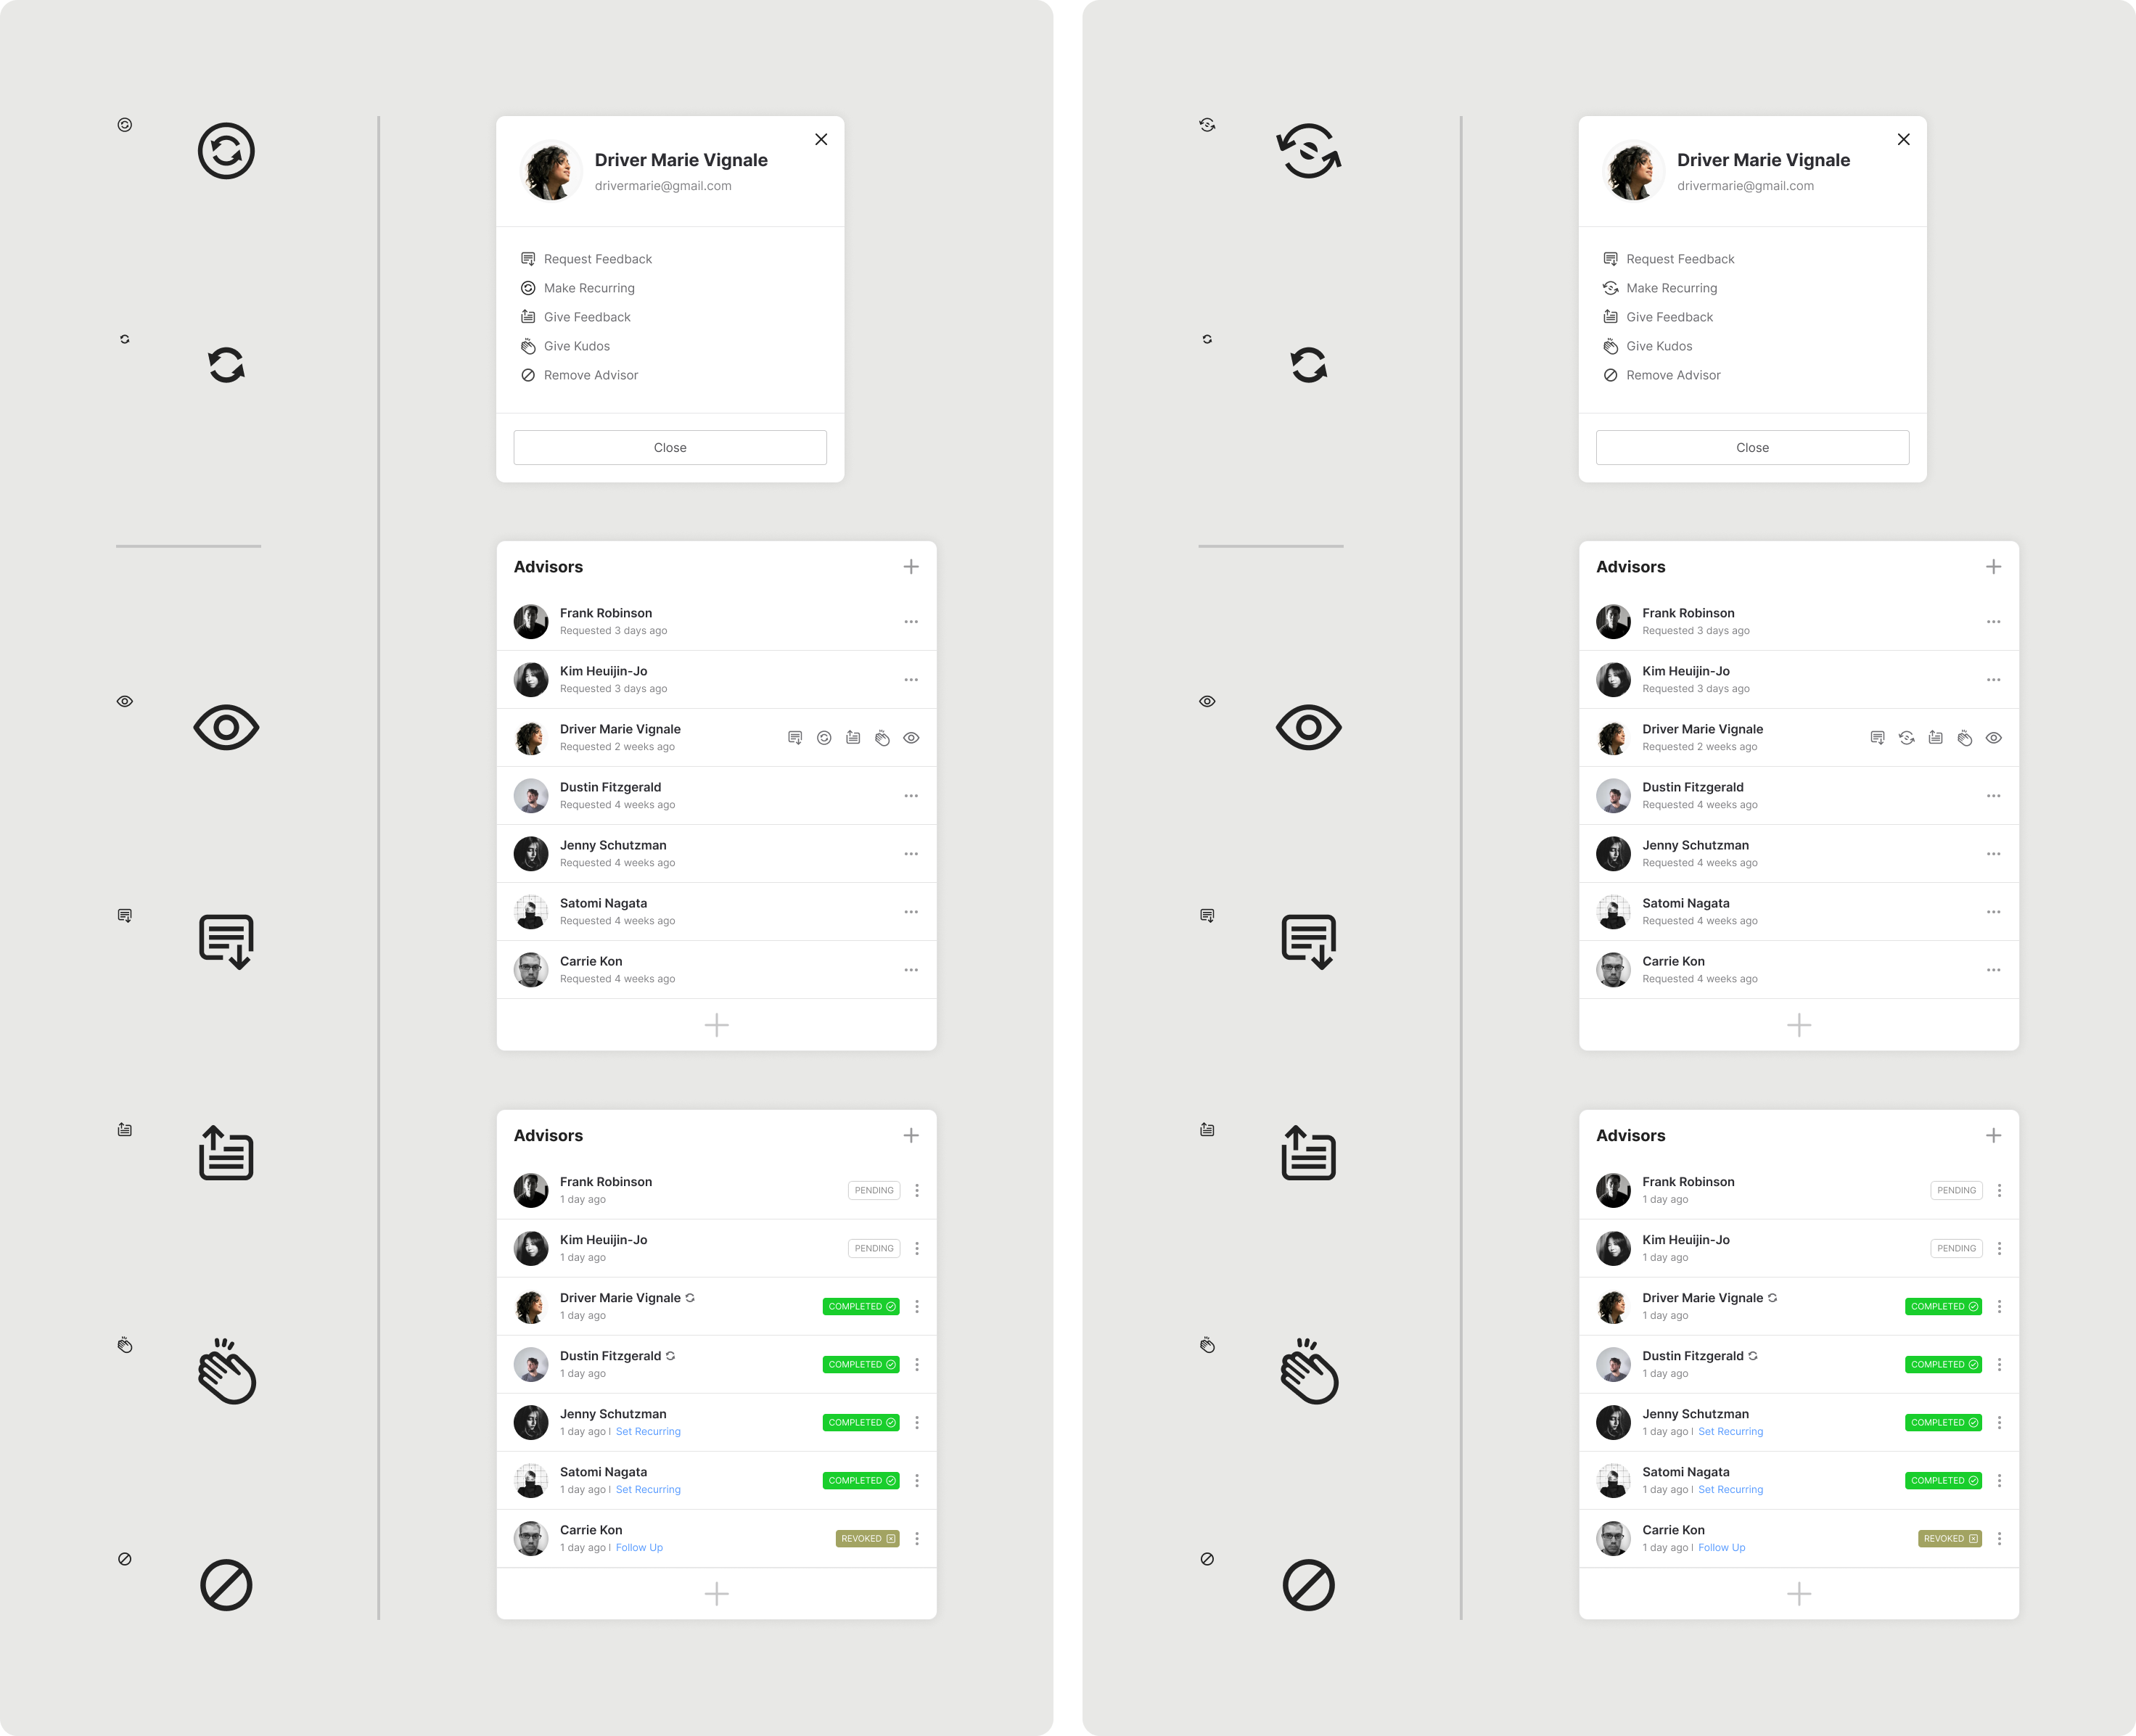 Driver Marie Vignale
drivermarie@gmail.com
Request Feedback
Make Recurring
Give Feedback
Give Kudos
Remove Advisor
Close
Advisors
Frank Robinson
Requested 3 days ago
Kim Heuijin-Jo
Requested 3 days ago
Driver Marie Vignale
Requested 2 weeks ago
Dustin Fitzgerald
Requested 4 weeks ago
Jenny Schutzman
Requested 4 weeks ago
Satomi Nagata
Requested 4 weeks ago
Carrie Kon
Requested 4 weeks ago
Advisors
Frank Robinson
1 day ago
PENDING
Kim Heuijin-Jo
1 day ago
PENDING
Driver Marie Vignale
1 day ago
COMPLETED
Dustin Fitzgerald
1 day ago
COMPLETED
Jenny Schutzman
1 day ago | Set Recurring
COMPLETED
Satomi Nagata
1 day ago | Set Recurring
COMPLETED
Carrie Kon
1 day ago | Follow Up
REVOKED
Driver Marie Vignale
drivermarie@gmail.com
Request Feedback
Make Recurring
Give Feedback
Give Kudos
Remove Advisor
Close
Advisors
Frank Robinson
Requested 3 days ago
Kim Heuijin-Jo
Requested 3 days ago
Driver Marie Vignale
Requested 2 weeks ago
Dustin Fitzgerald
Requested 4 weeks ago
Jenny Schutzman
Requested 4 weeks ago
Satomi Nagata
Requested 4 weeks ago
Carrie Kon
Requested 4 weeks ago
Advisors
Frank Robinson
1 day ago
PENDING
Kim Heuijin-Jo
1 day ago
PENDING
Driver Marie Vignale
1 day ago
COMPLETED
Dustin Fitzgerald
1 day ago
COMPLETED
Jenny Schutzman
1 day ago | Set Recurring
COMPLETED
Satomi Nagata
1 day ago | Set Recurring
COMPLETED
Carrie Kon
1 day ago | Follow Up
REVOKED